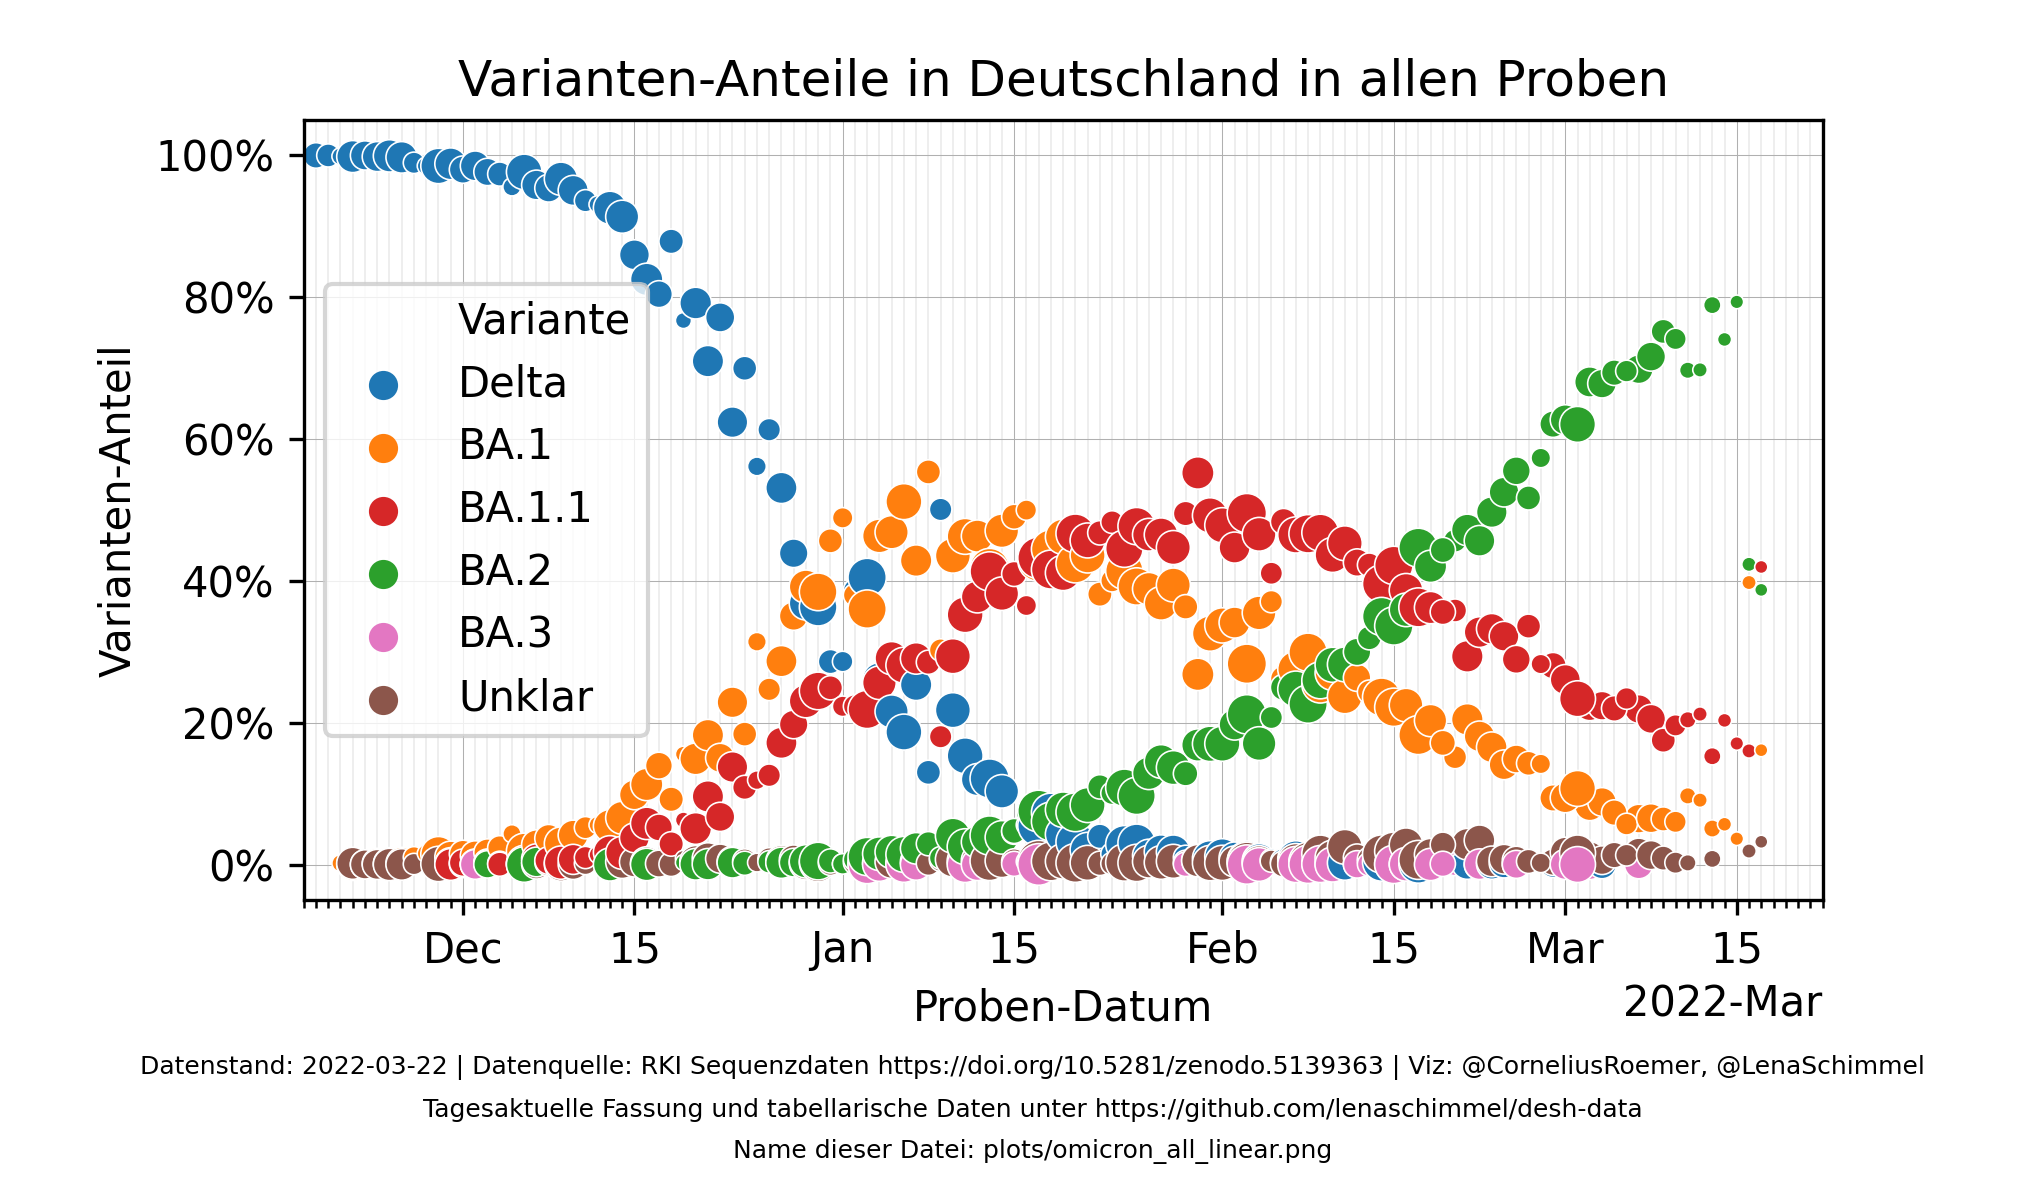 Varianten-Anteile in Deutschland in allen Proben
Varianten-Anteil
100%
80%
60%
40%
20%
0%
Variante
Delta
BA.1
BA.1.1
BA.2
BA.3
Unklar
Dec 15 Jan 15 Feb 15 Mar 15
2022-Mar
Proben-Datum
Datenstand: 2022-03-22 | Datenquelle: RKI Sequenzdaten https://doi.org/10.5281/zenodo.5139363 | Viz: @CorneliusRoemer, @LenaSchimmel
Tagesaktuelle Fassung und tabellarische Daten unter https://github.com/lenaschimmel/desh-data
Name dieser Datei: plots/omicron_all_linear.png